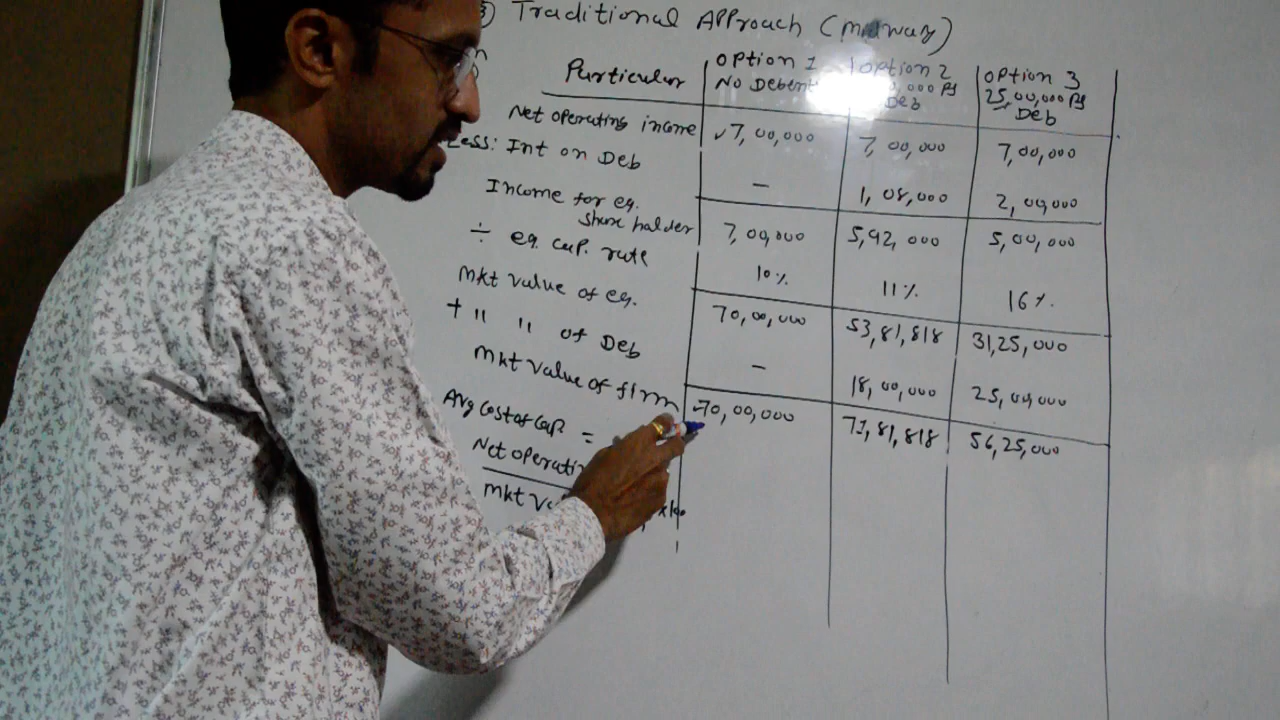 3) Traditional Approach (Midway)
Particular
Option 1
No Debent
Option 2
,000 Rs
Deb
Option 3
25,00,000 Rs
Deb
Net operating income ✓7,00,000 7,00,000 7,00,000
Less: Int on Deb — 1,08,000 2,00,000
Income for eq.
share holder 7,00,000 5,92,000 5,00,000
÷ eq. cap. rate 10% 11% 16%
Mkt value of eq. 70,00,000 53,81,818 31,25,000
+ " " of Deb — 18,00,000 25,00,000
Mkt value of firm 70,00,000 71,81,818 56,25,000
Avg Cost of Cap. =
Net operati
Mkt Va x100